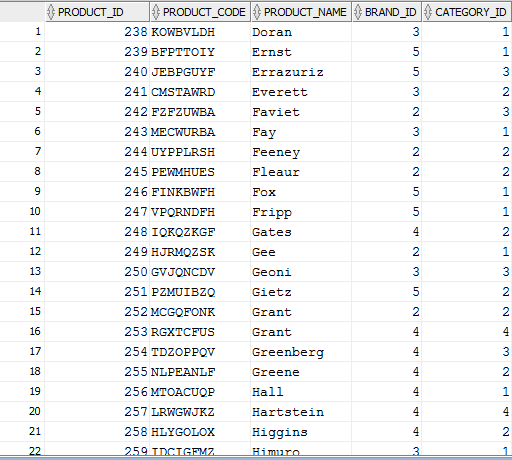 PRODUCT_ID PRODUCT_CODE PRODUCT_NAME BRAND_ID CATEGORY_ID
1 238 KOWBVLDH Doran 3 1
2 239 BFPTTOIY Ernst 5 1
3 240 JEBPGUYF Errazuriz 5 3
4 241 CMSTAWRD Everett 3 2
5 242 FZFZUWBA Faviet 2 3
6 243 MECWURBA Fay 3 1
7 244 UYPPLRSH Feeney 2 2
8 245 PEWMHUES Fleaur 2 2
9 246 FINKBWFH Fox 5 1
10 247 VPQRNDFH Fripp 5 1
11 248 IQKQZKGF Gates 4 2
12 249 HJRMQZSK Gee 2 1
13 250 GVJQNCDV Geoni 3 3
14 251 PZMUIBZQ Gietz 5 2
15 252 MCGQFONK Grant 2 2
16 253 RGXTCFUS Grant 4 4
17 254 TDZOPPQV Greenberg 4 3
18 255 NLPEANLF Greene 4 2
19 256 MTOACUQP Hall 4 1
20 257 LRWGWJKZ Hartstein 4 4
21 258 HLYGOLOX Higgins 4 2
22 259 IDCIGFMZ Himuro 3 1